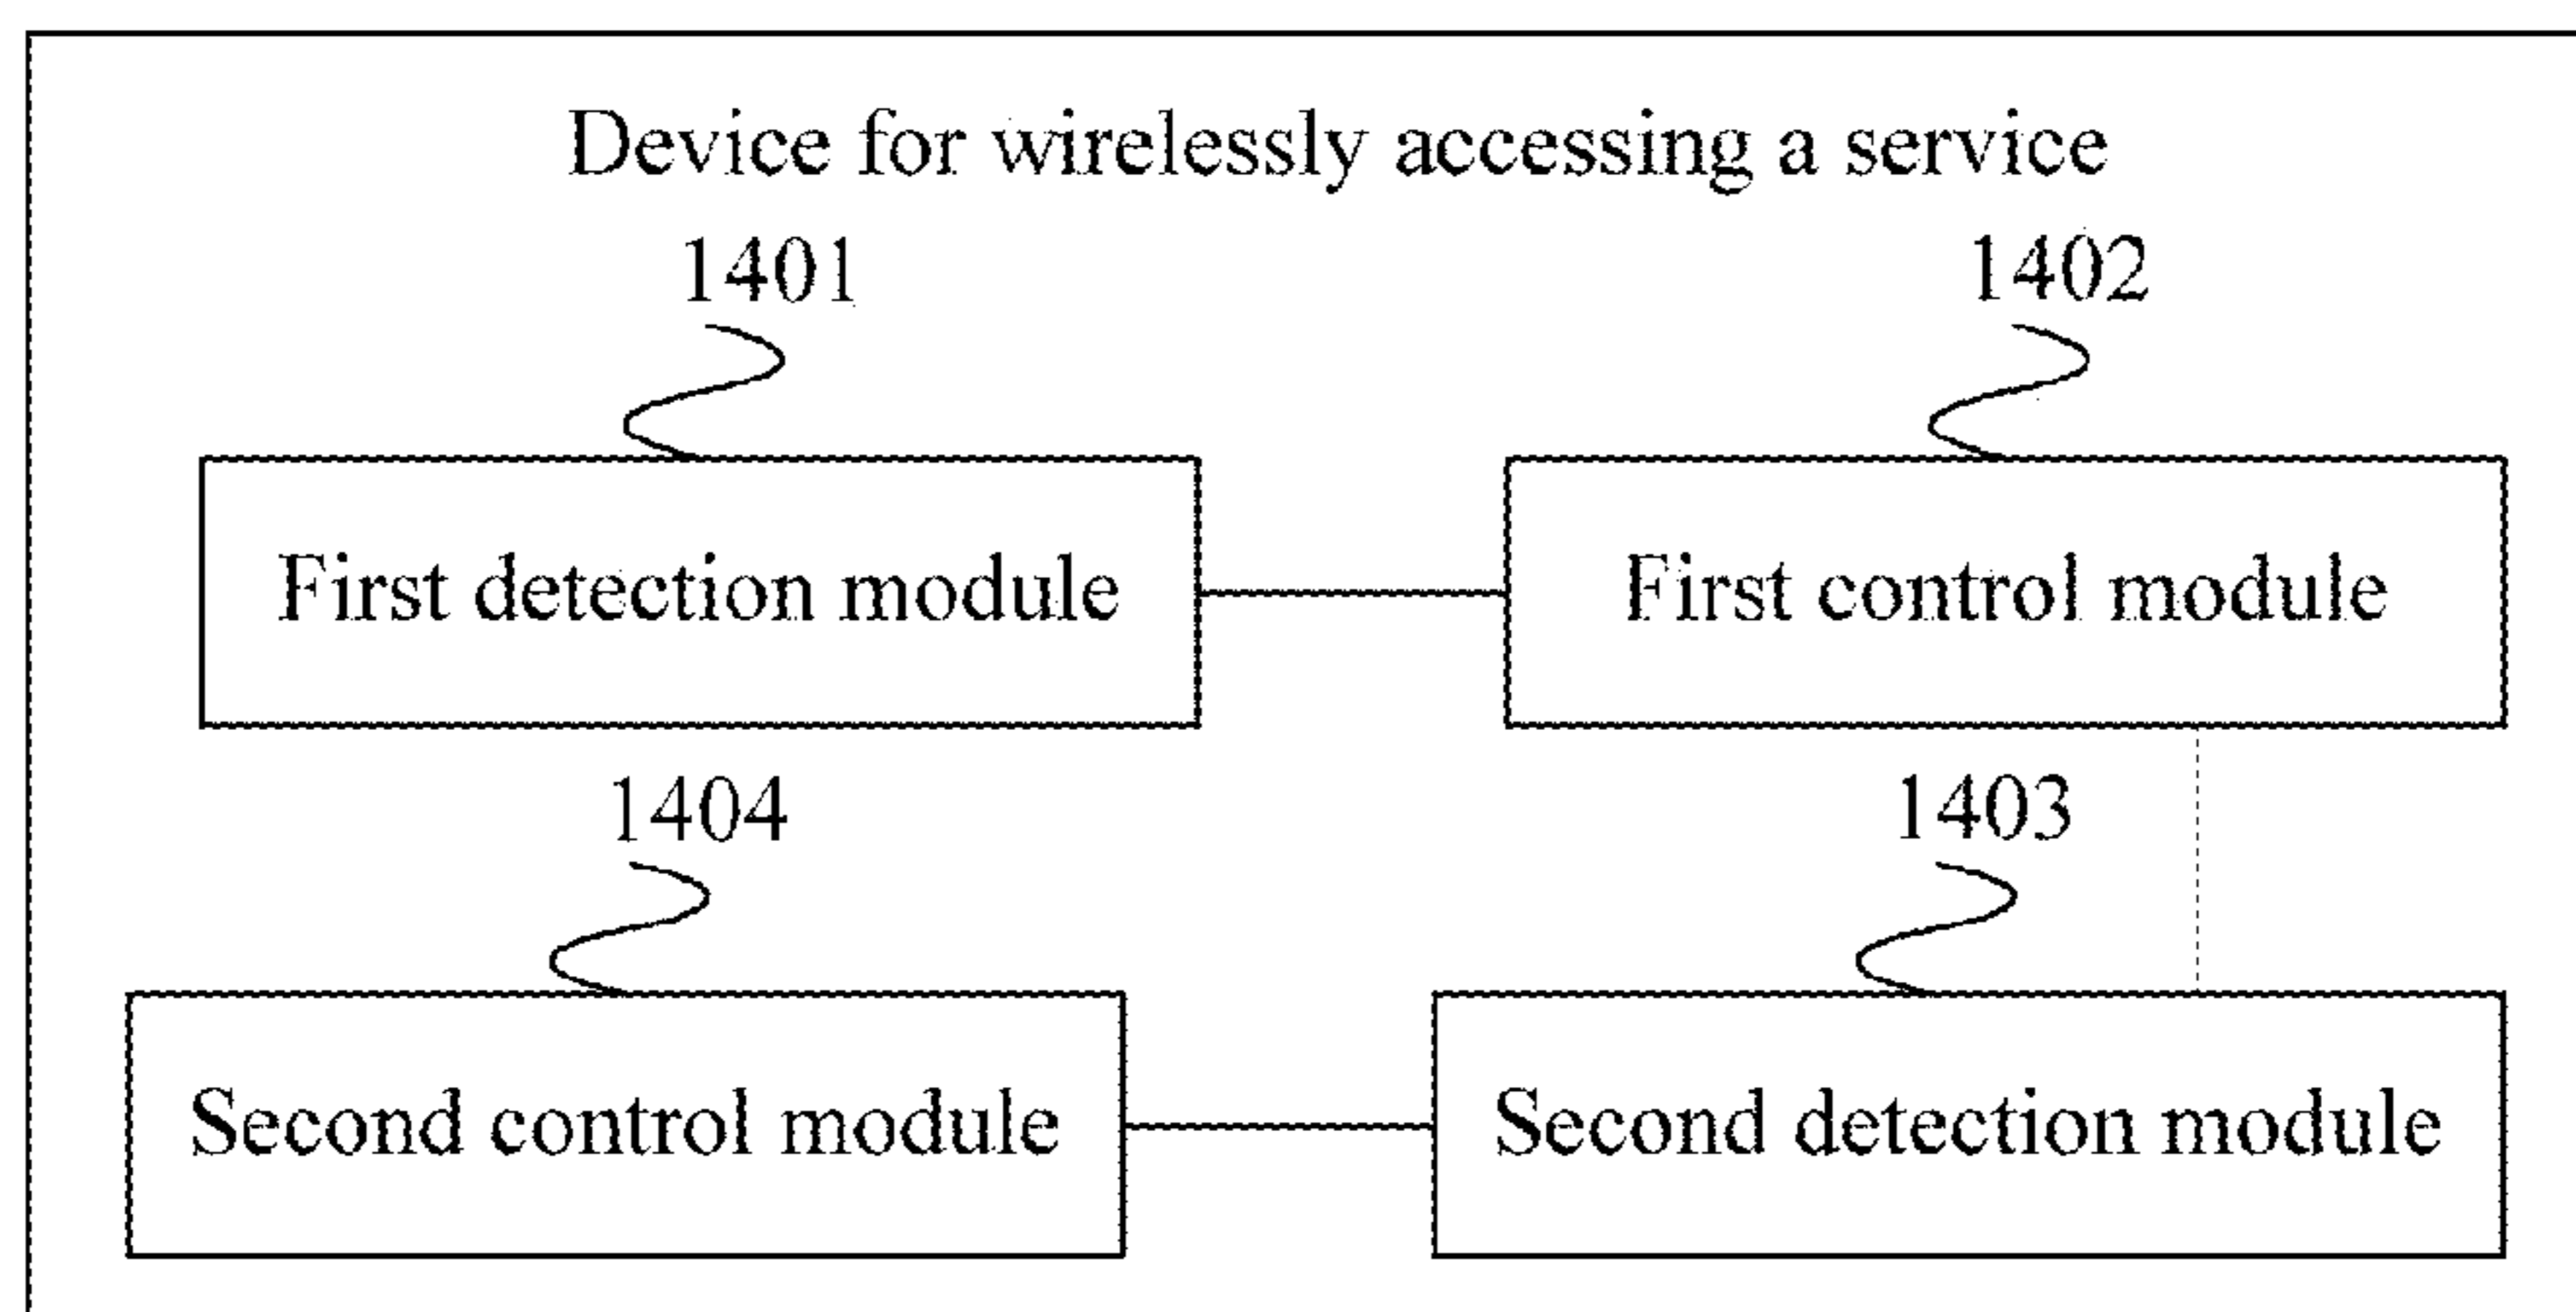 Device for wirelessly accessing a service
1401
1402
First detection module
First control module
1404
1403
Second control module
Second detection module